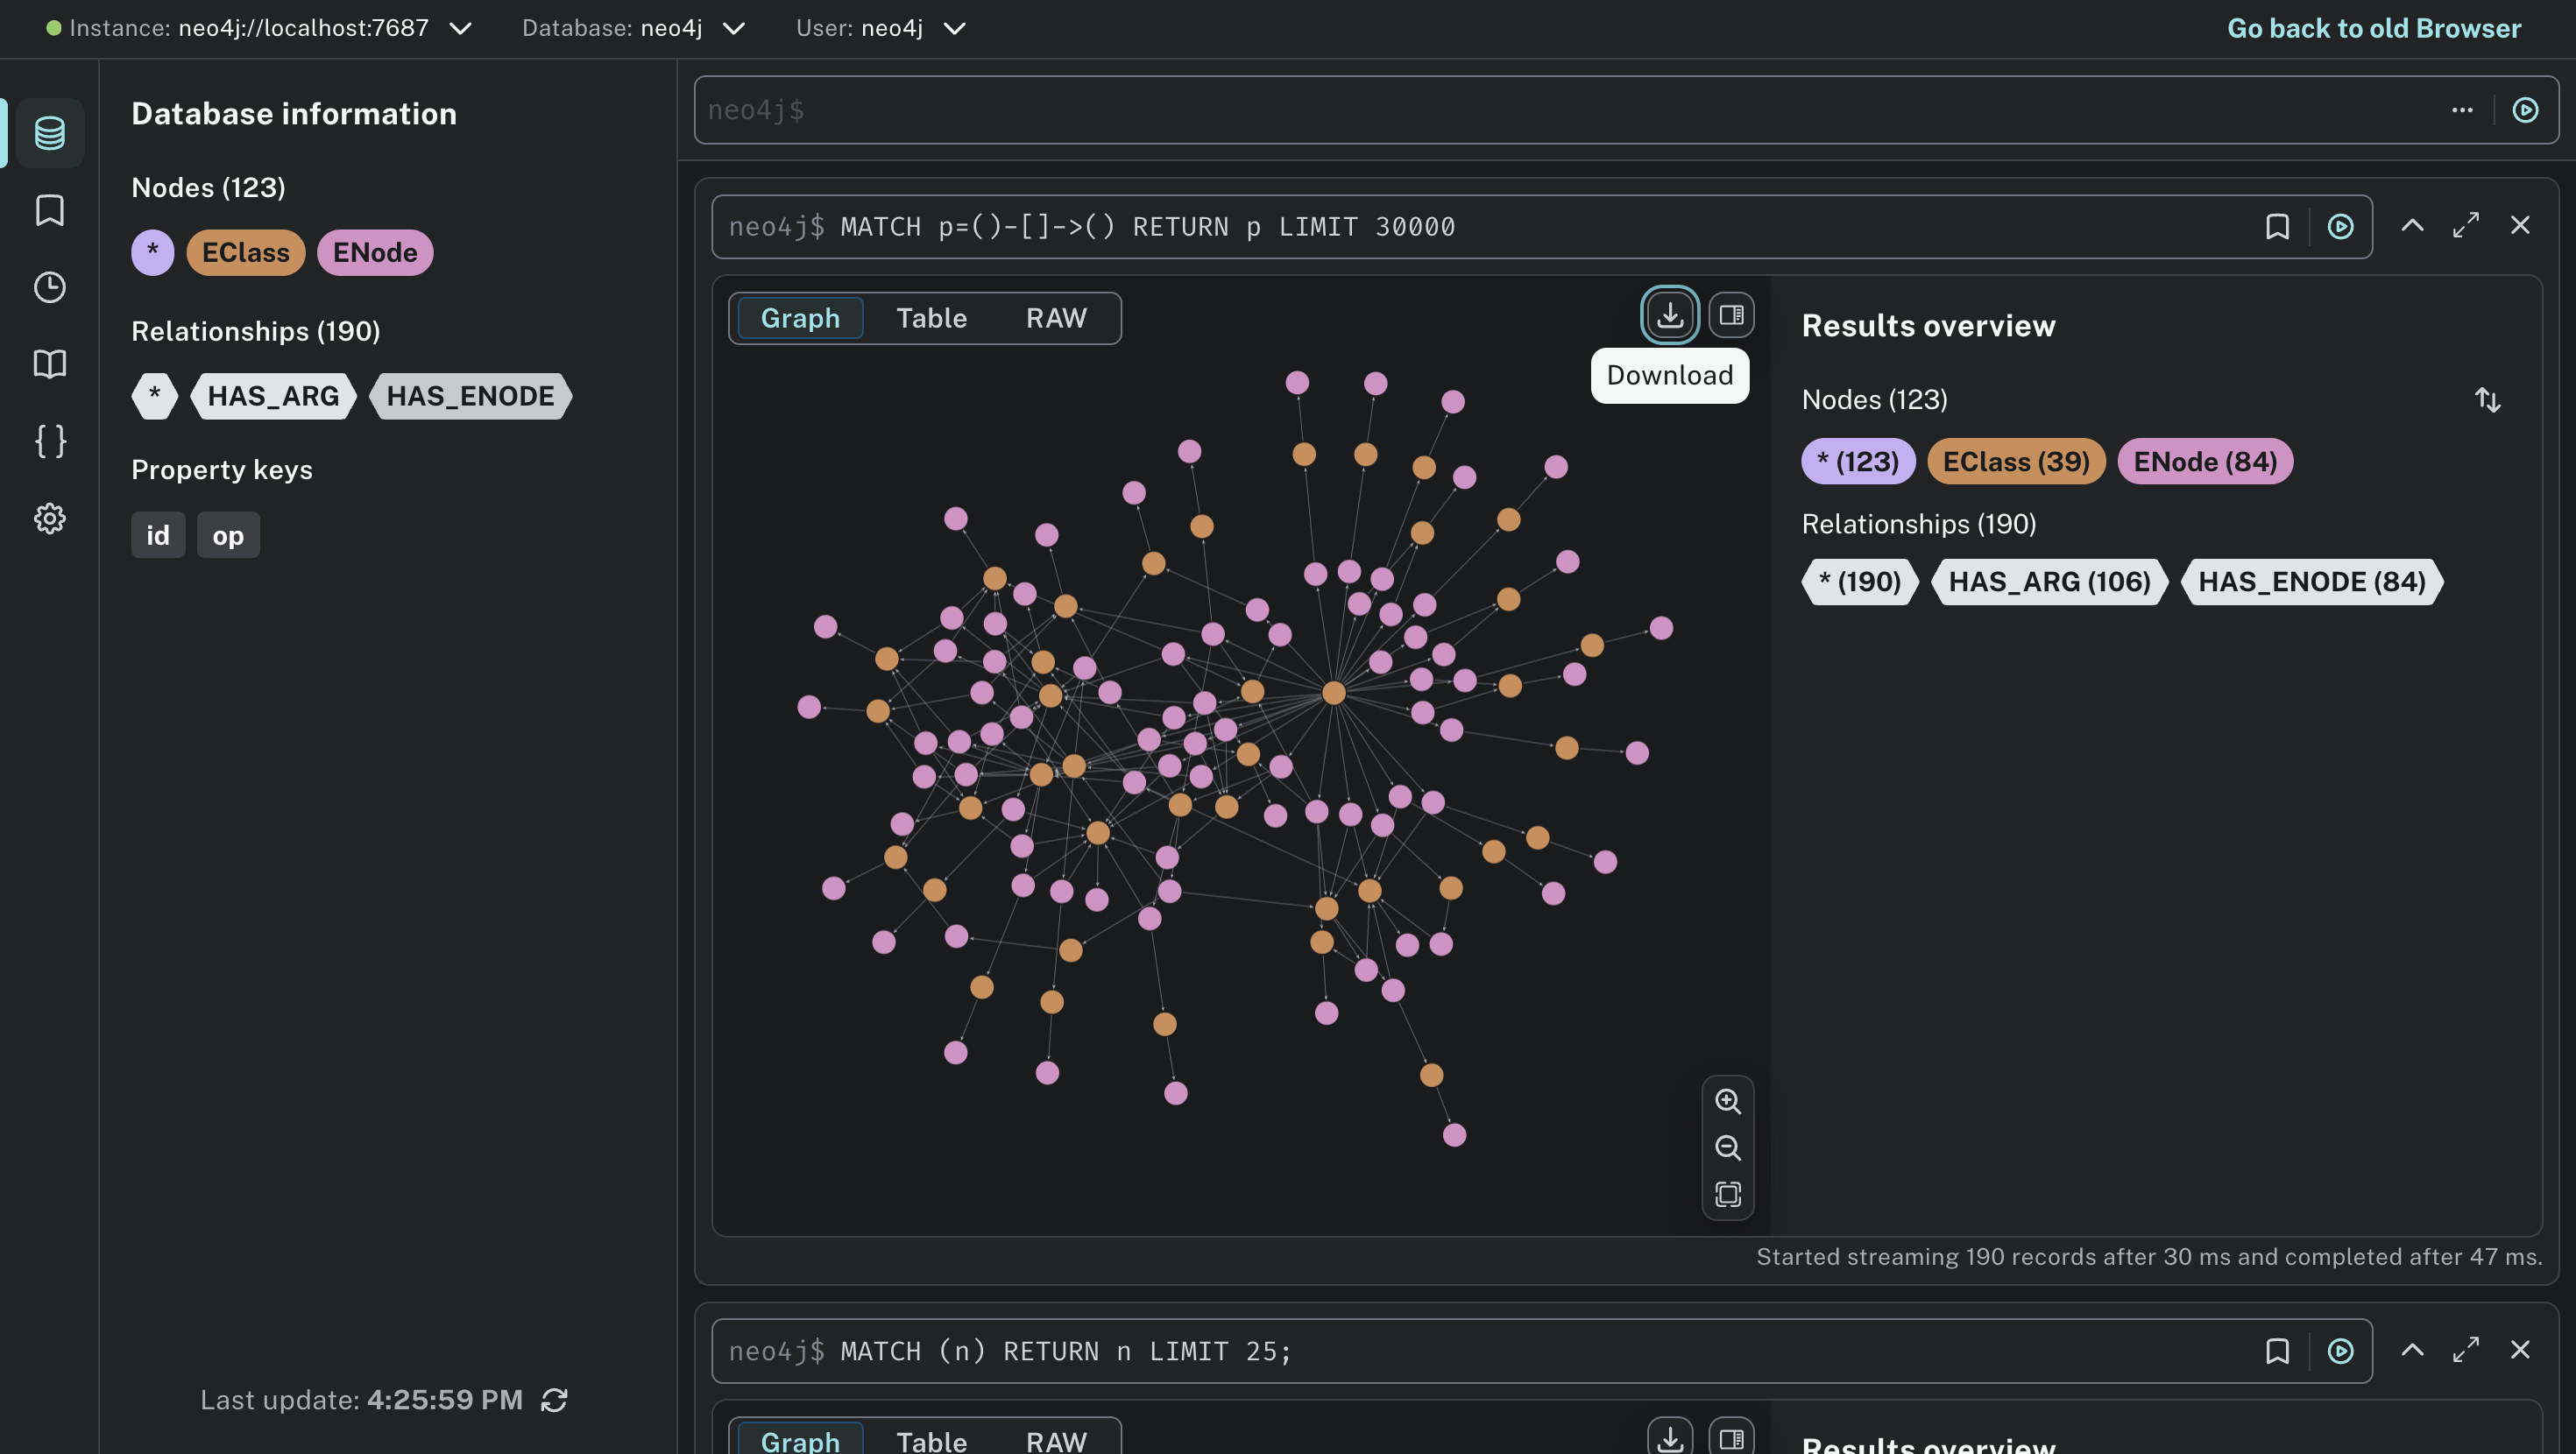 Instance: neo4j://localhost:7687 Database: neo4j User: neo4j Go back to old Browser
Database information
Nodes (123)
* EClass ENode
Relationships (190)
* HAS_ARG HAS_ENODE
Property keys
id op
Last update: 4:25:59 PM
neo4j$
neo4j$ MATCH p=()-[]->() RETURN p LIMIT 30000
Graph Table RAW
Download
Results overview
Nodes (123)
* (123) EClass (39) ENode (84)
Relationships (190)
* (190) HAS_ARG (106) HAS_ENODE (84)
Started streaming 190 records after 30 ms and completed after 47 ms.
neo4j$ MATCH (n) RETURN n LIMIT 25;
Graph Table RAW
Results overview